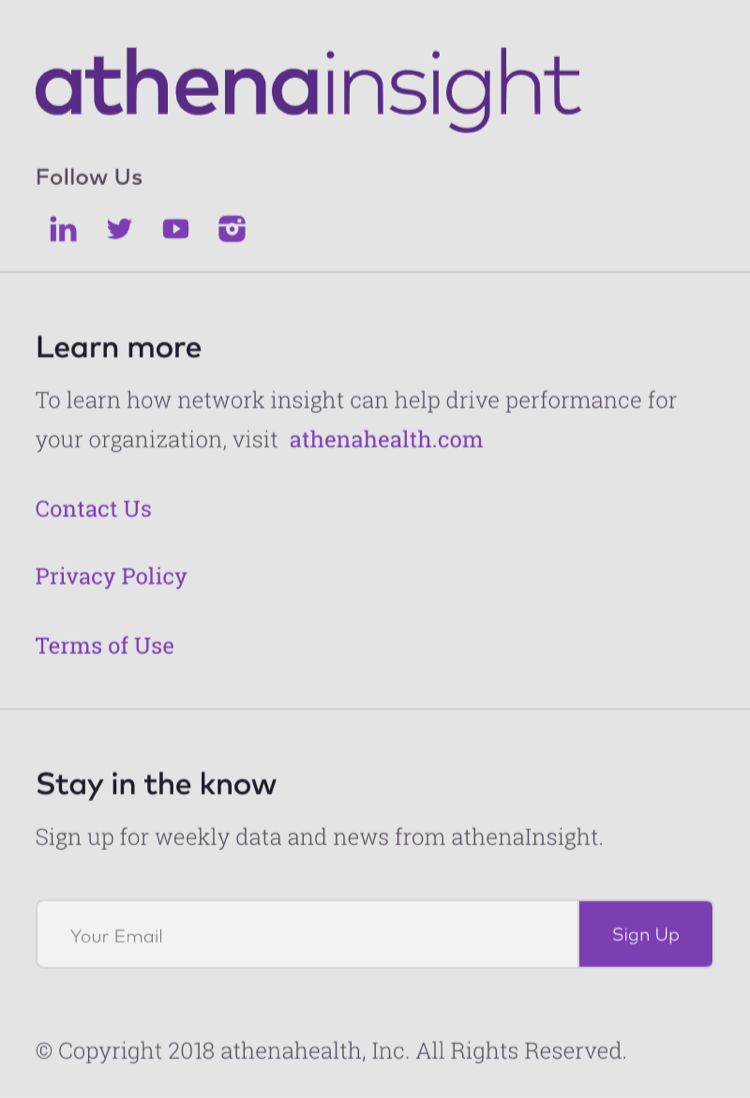 athenainsight
Follow Us
in
Learn more
To learn how network insight can help drive performance for
your organization, visit athenahealth.com
Contact Us
Privacy Policy
Terms of Use
Stay in the know
Sign up for weekly data and news from athenaInsight.
Your Email
Sign Up
© Copyright 2018 athenahealth, Inc. All Rights Reserved.